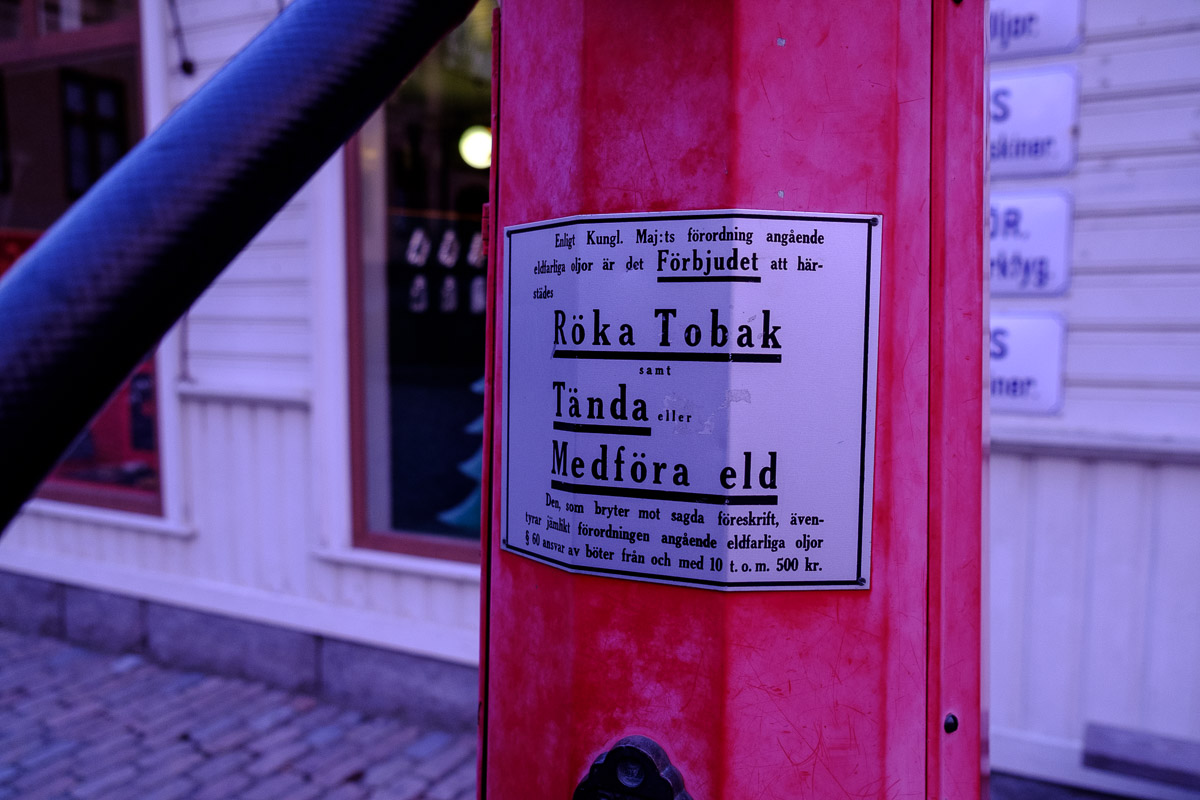 Enligt Kungl. Maj:ts förordning angående
eldfarliga oljor är det Förbjudet att här-
städes
Röka Tobak
samt
Tända eller
Medföra eld
Den, som bryter mot sagda föreskrift, även-
tyrar jämlikt förordningen angående eldfarliga oljor
§ 60 ansvar av böter från och med 10 t. o. m. 500 kr.